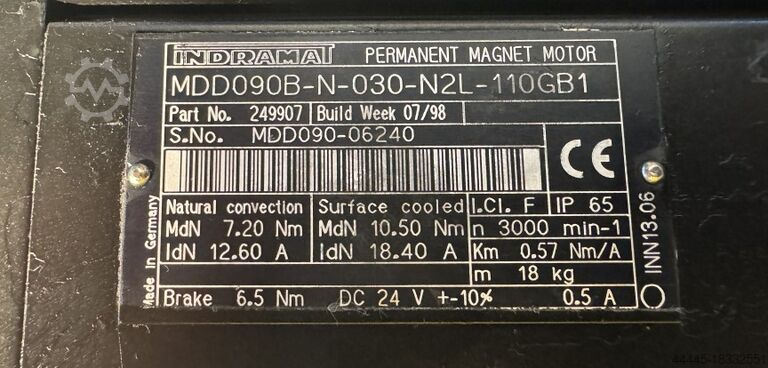 INDRAMAT PERMANENT MAGNET MOTOR
MDD090B-N-030-N2L-110GB1
Part No. 249907 Build Week 07/98
S.No. MDD090-06240
CE
Natural convection Surface cooled I.Cl. F IP 65
MdN 7.20 Nm MdN 10.50 Nm n 3000 min-1
IdN 12.60 A IdN 18.40 A Km 0.57 Nm/A
m 18 kg
Brake 6.5 Nm DC 24 V +-10% 0.5 A
Made in Germany
INN13.06
44445-18332551